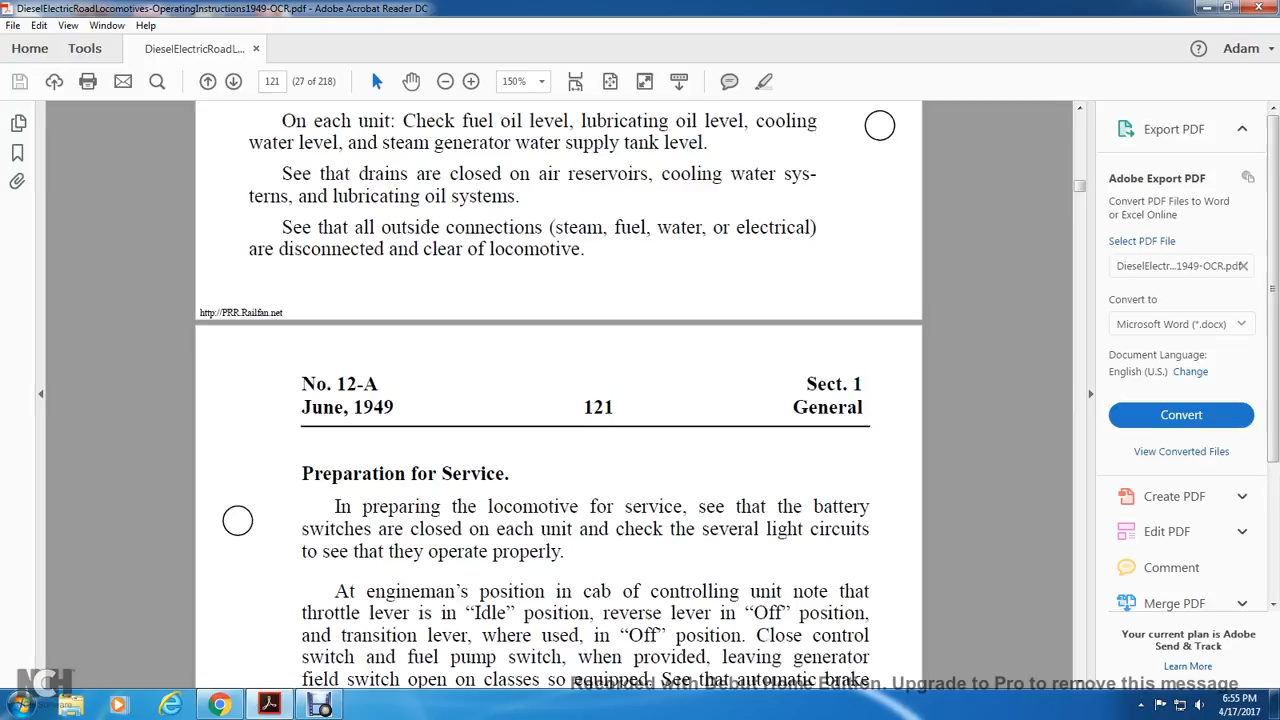 DieselElectricRoadLocomotives-OperatingInstructions1949-OCR.pdf - Adobe Acrobat Reader DC
File Edit View Window Help
Home Tools DieselElectricRoadL... × Adam
121 (27 of 218) 150%
On each unit: Check fuel oil level, lubricating oil level, cooling
water level, and steam generator water supply tank level.
See that drains are closed on air reservoirs, cooling water sys-
terns, and lubricating oil systems.
See that all outside connections (steam, fuel, water, or electrical)
are disconnected and clear of locomotive.
http://PRR.Railfan.net
No. 12-A Sect. 1
June, 1949 121 General
Preparation for Service.
In preparing the locomotive for service, see that the battery
switches are closed on each unit and check the several light circuits
to see that they operate properly.
At engineman's position in cab of controlling unit note that
throttle lever is in “Idle” position, reverse lever in “Off” position,
and transition lever, where used, in “Off” position. Close control
switch and fuel pump switch, when provided, leaving generator
field switch open on classes so equipped. See that automatic brake
Export PDF
Adobe Export PDF
Convert PDF Files to Word
or Excel Online
Select PDF File
DieselElectr...1949-OCR.pdf
Convert to
Microsoft Word (*.docx)
Document Language:
English (U.S.) Change
Convert
View Converted Files
Create PDF
Edit PDF
Comment
Merge PDF
Your current plan is Adobe
Send & Track
Learn More
Recorded with Debut Home Edition. Upgrade to Pro to remove this message
NCH
Software
6:55 PM
4/17/2017